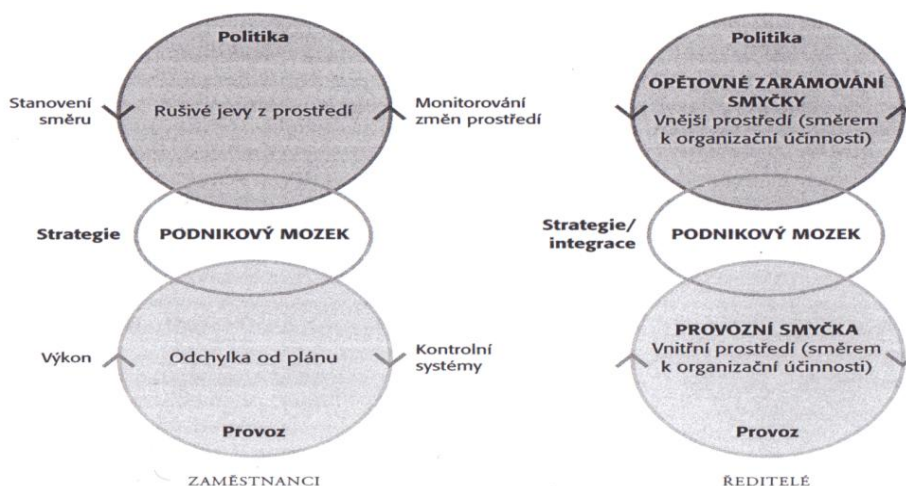 Politika
Rušivé jevy z prostředí
Stanovení
směru
Monitorování
změn prostředí
Strategie
PODNIKOVÝ MOZEK
Výkon
Odchylka od plánu
Kontrolní
systémy
Provoz
ZAMĚSTNANCI
Politika
OPĚTOVNÉ ZARÁMOVÁNÍ
SMYČKY
Vnější prostředí (směrem
k organizační účinnosti)
Strategie/
integrace
PODNIKOVÝ MOZEK
PROVOZNÍ SMYČKA
Vnitřní prostředí (směrem
k organizační účinnosti)
Provoz
ŘEDITELÉ